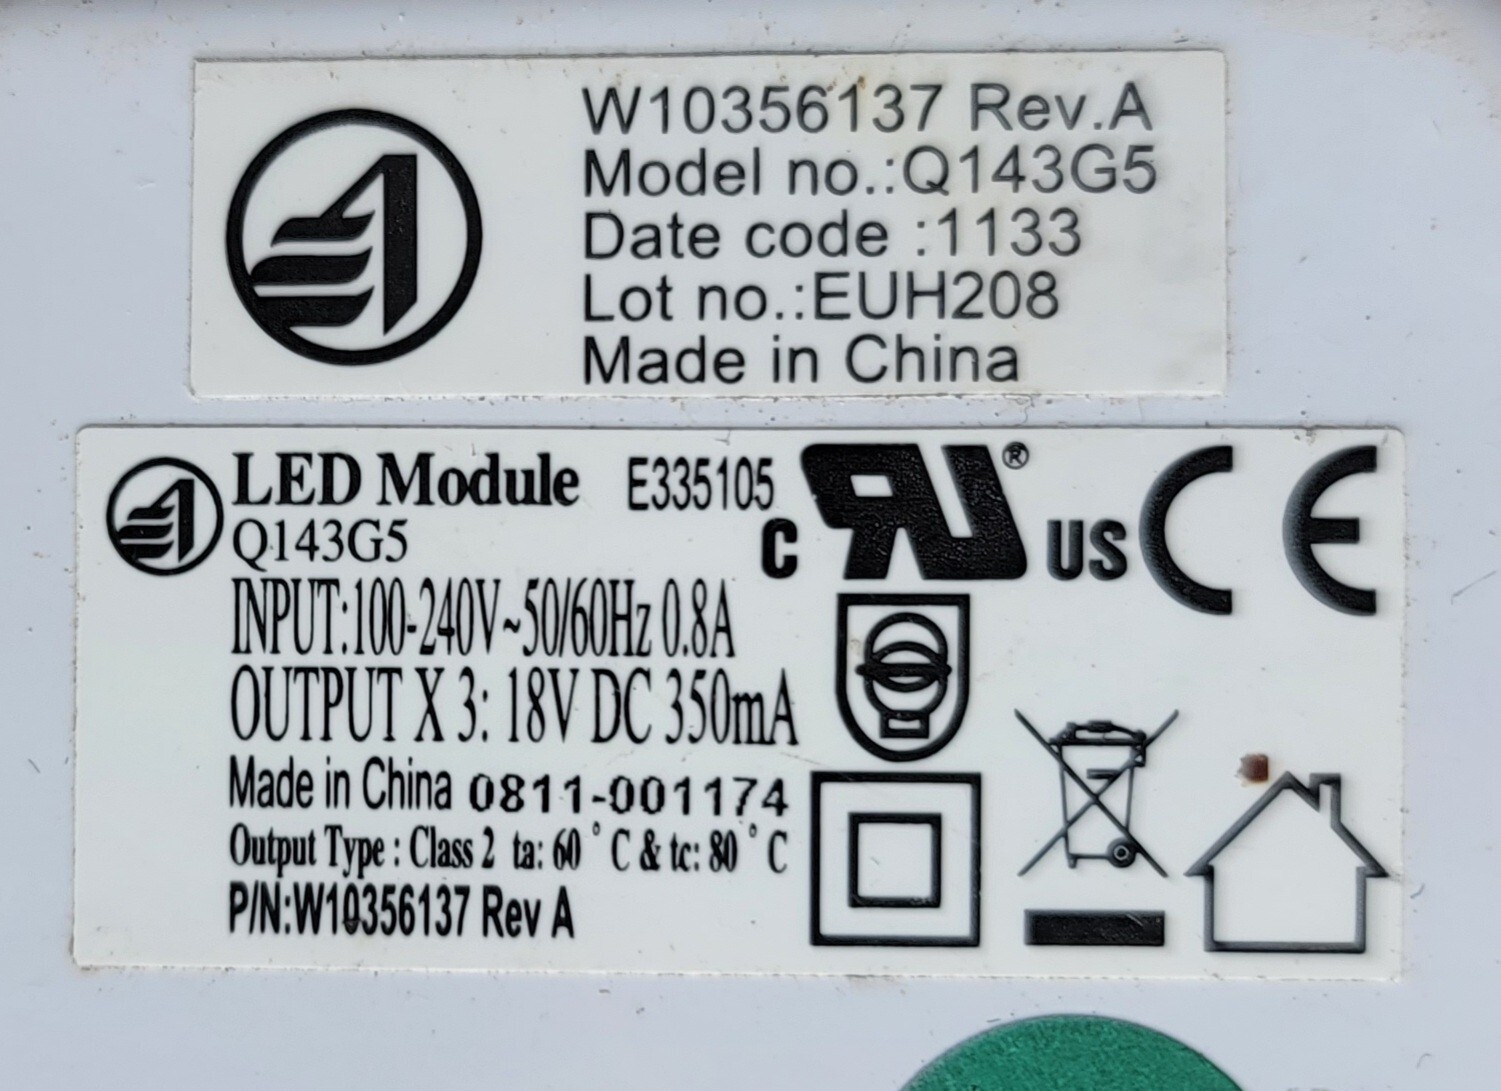 W10356137 Rev.A
Model no.:Q143G5
Date code :1133
Lot no.:EUH208
Made in China
LED Module E335105
Q143G5
c RU® US CE
INPUT:100-240V~50/60Hz 0.8A
OUTPUT X 3: 18V DC 350mA
Made in China 0811-001174
Output Type : Class 2 ta: 60 °C & tc: 80 °C
P/N:W10356137 Rev A